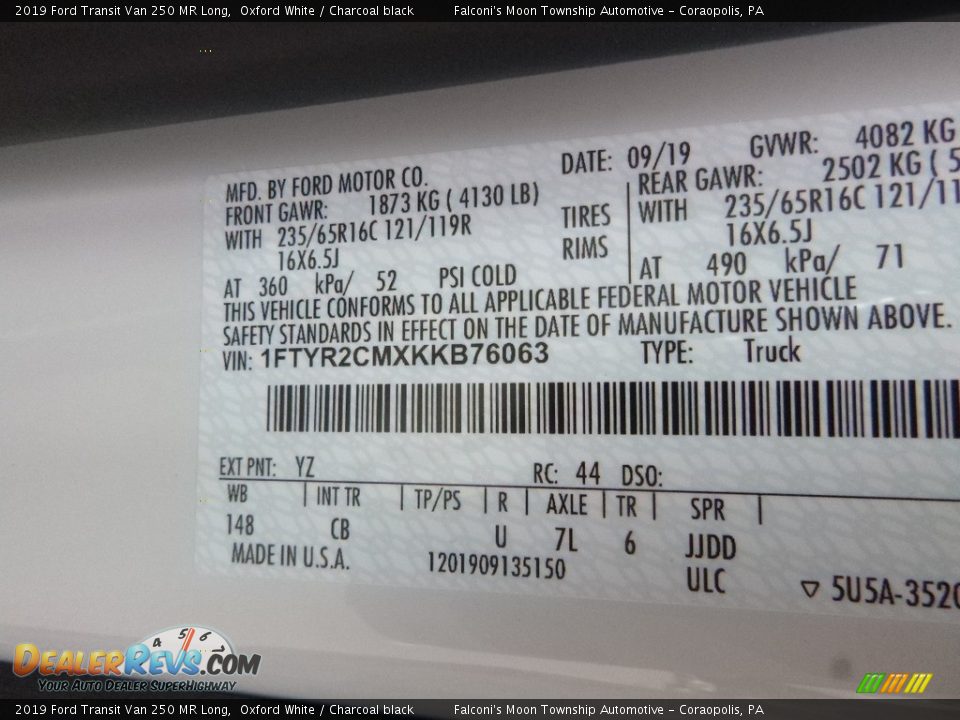 2019 Ford Transit Van 250 MR Long, Oxford White / Charcoal black Falconi's Moon Township Automotive - Coraopolis, PA
MFD. BY FORD MOTOR CO. DATE: 09/19 GVWR: 4082 KG
FRONT GAWR: 1873 KG ( 4130 LB) REAR GAWR: 2502 KG ( 5
WITH 235/65R16C 121/119R TIRES WITH 235/65R16C 121/11
16X6.5J RIMS 16X6.5J
AT 360 kPa/ 52 PSI COLD AT 490 kPa/ 71
THIS VEHICLE CONFORMS TO ALL APPLICABLE FEDERAL MOTOR VEHICLE
SAFETY STANDARDS IN EFFECT ON THE DATE OF MANUFACTURE SHOWN ABOVE.
VIN: 1FTYR2CMXKKB76063 TYPE: Truck
EXT PNT: YZ RC: 44 DSO:
WB INT TR TP/PS R AXLE TR SPR
148 CB U 7L 6 JJDD
MADE IN U.S.A. 1201909135150 ULC ▽ 5U5A-3520
DEALERREVS.COM
YOUR AUTO DEALER SUPERHIGHWAY
2019 Ford Transit Van 250 MR Long, Oxford White / Charcoal black Falconi's Moon Township Automotive - Coraopolis, PA